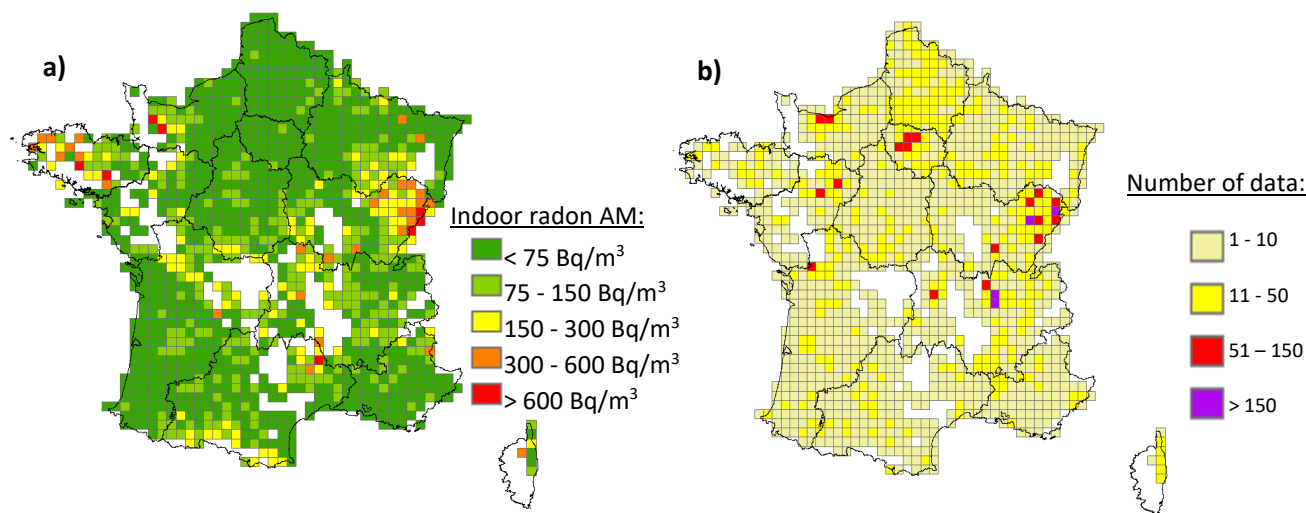 a)
Indoor radon AM:
< 75 Bq/m³
75 - 150 Bq/m³
150 - 300 Bq/m³
300 - 600 Bq/m³
> 600 Bq/m³
b)
Number of data:
1 - 10
11 - 50
51 – 150
> 150